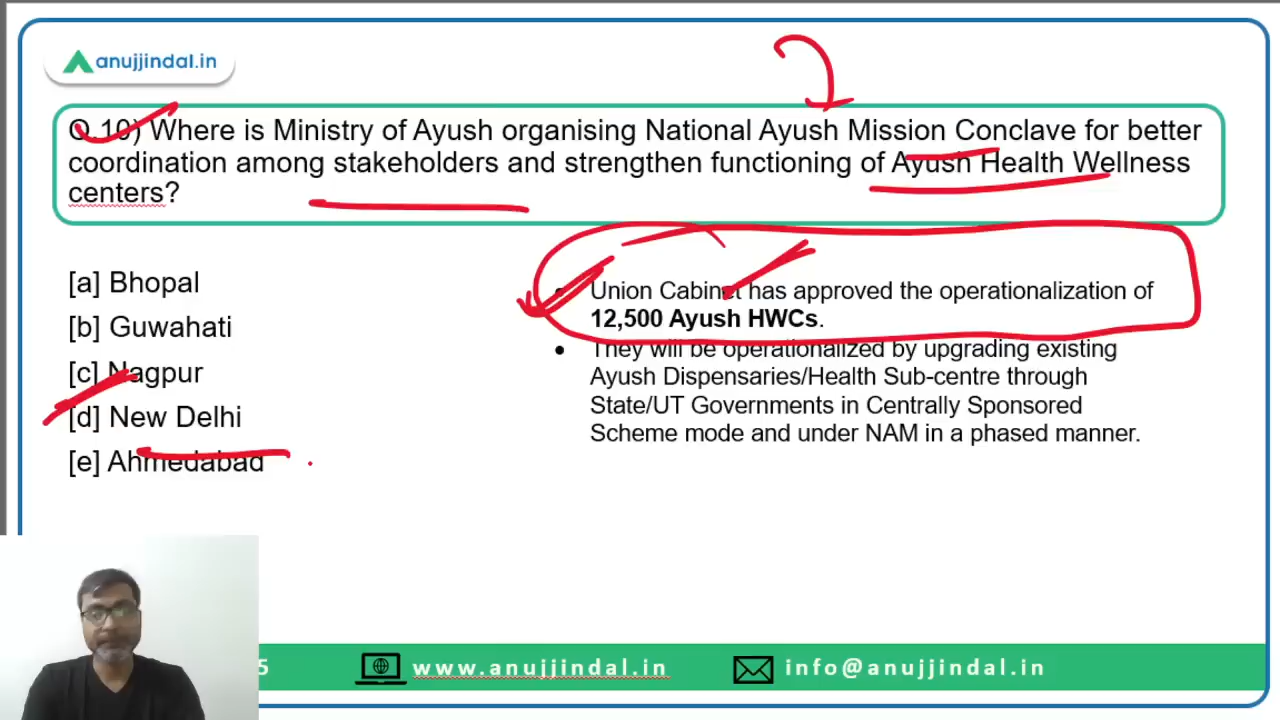 anujjindal.in
Q.10) Where is Ministry of Ayush organising National Ayush Mission Conclave for better
coordination among stakeholders and strengthen functioning of Ayush Health Wellness
centers?
[a] Bhopal
[b] Guwahati
[c] Nagpur
[d] New Delhi
[e] Ahmedabad
Union Cabinet has approved the operationalization of
12,500 Ayush HWCs.
• They will be operationalized by upgrading existing
Ayush Dispensaries/Health Sub-centre through
State/UT Governments in Centrally Sponsored
Scheme mode and under NAM in a phased manner.
5
www.anujjindal.in
info@anujjindal.in